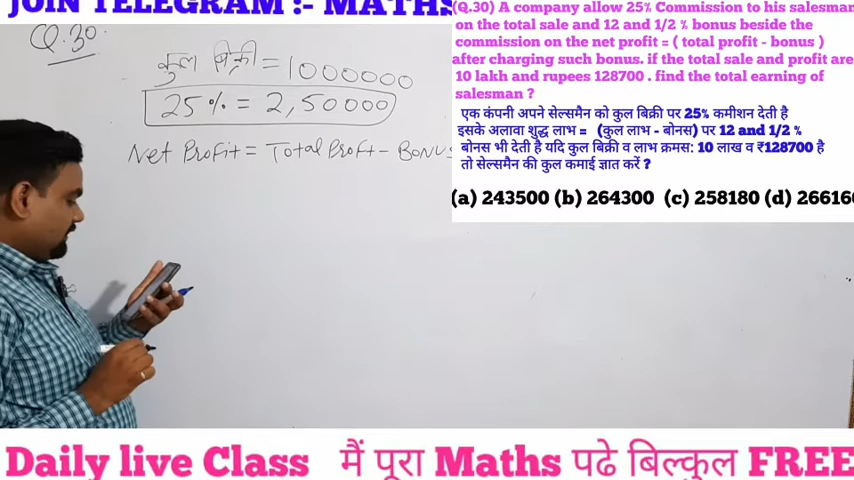 JOIN TELEGRAM :- MATHS
Q.30
कुल बिक्री = 1000000
25% = 2,50000
Net Profit = Total Proft - BONUS
(Q.30) A company allow 25% Commission to his salesman
on the total sale and 12 and 1/2 % bonus beside the
commission on the net profit = ( total profit - bonus )
after charging such bonus. if the total sale and profit are
10 lakh and rupees 128700 . find the total earning of
salesman ?
एक कंपनी अपने सेल्समैन को कुल बिक्री पर 25% कमीशन देती है
इसके अलावा शुद्ध लाभ = (कुल लाभ - बोनस) पर 12 and 1/2 %
बोनस भी देती है यदि कुल बिक्री व लाभ क्रमस: 10 लाख व ₹128700 है
तो सेल्समैन की कुल कमाई ज्ञात करें ?
(a) 243500 (b) 264300 (c) 258180 (d) 266160
Daily live Class में पूरा Maths पढे बिल्कुल FREE